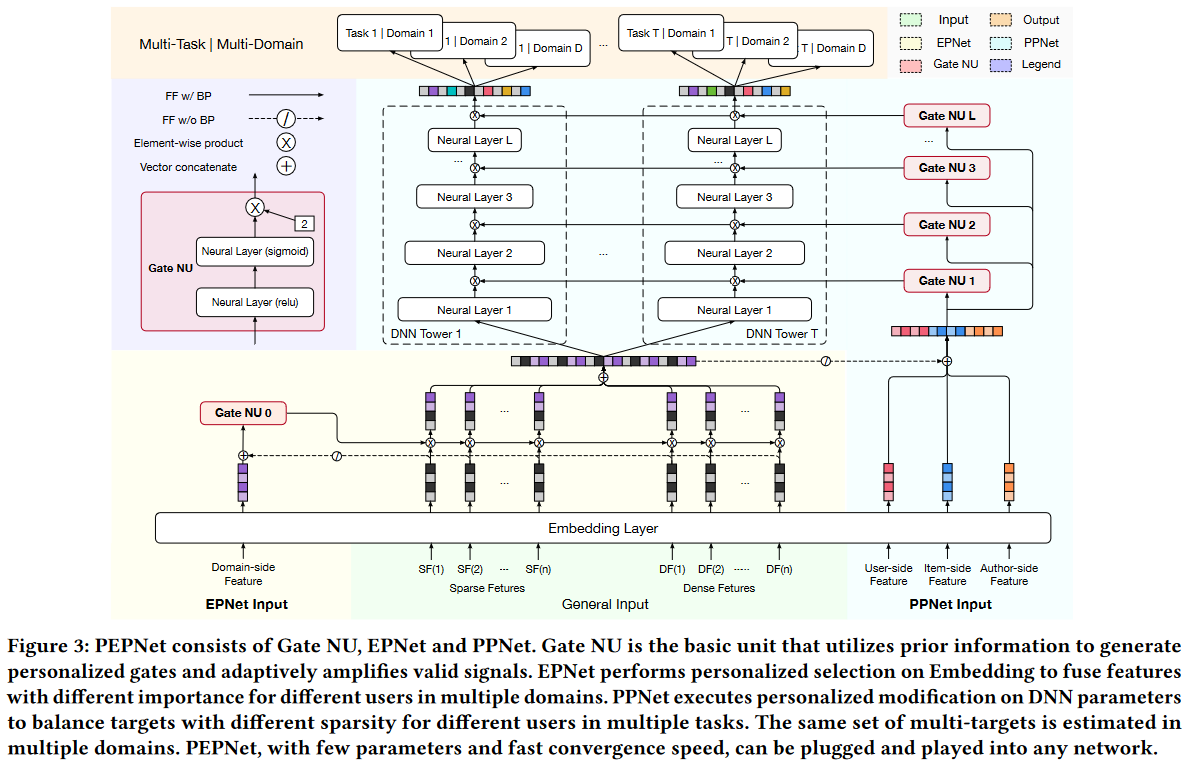 Multi-Task | Multi-Domain
Task 1 | Domain 1
1 | Domain 2
1 | Domain D
...
Task T | Domain 1
T | Domain 2
T | Domain D
Input
Output
EPNet
PPNet
Gate NU
Legend
FF w/ BP
FF w/o BP
Element-wise product
Vector concatenate
/
X
+
X
2
Neural Layer (sigmoid)
Gate NU
Neural Layer (relu)
Neural Layer L
...
Neural Layer 3
Neural Layer 2
Neural Layer 1
DNN Tower 1
...
Neural Layer L
...
Neural Layer 3
Neural Layer 2
Neural Layer 1
DNN Tower T
Gate NU L
...
Gate NU 3
Gate NU 2
Gate NU 1
Gate NU 0
... ...
... ...
Embedding Layer
Domain-side
Feature
EPNet Input
SF(1) SF(2) ... SF(n)
Sparse Fetures
DF(1) DF(2) ..... DF(n)
Dense Fetures
General Input
User-side
Feature
Item-side
Feature
Author-side
Feature
PPNet Input
Figure 3: PEPNet consists of Gate NU, EPNet and PPNet. Gate NU is the basic unit that utilizes prior information to generate
personalized gates and adaptively amplifies valid signals. EPNet performs personalized selection on Embedding to fuse features
with different importance for different users in multiple domains. PPNet executes personalized modification on DNN parameters
to balance targets with different sparsity for different users in multiple tasks. The same set of multi-targets is estimated in
multiple domains. PEPNet, with few parameters and fast convergence speed, can be plugged and played into any network.